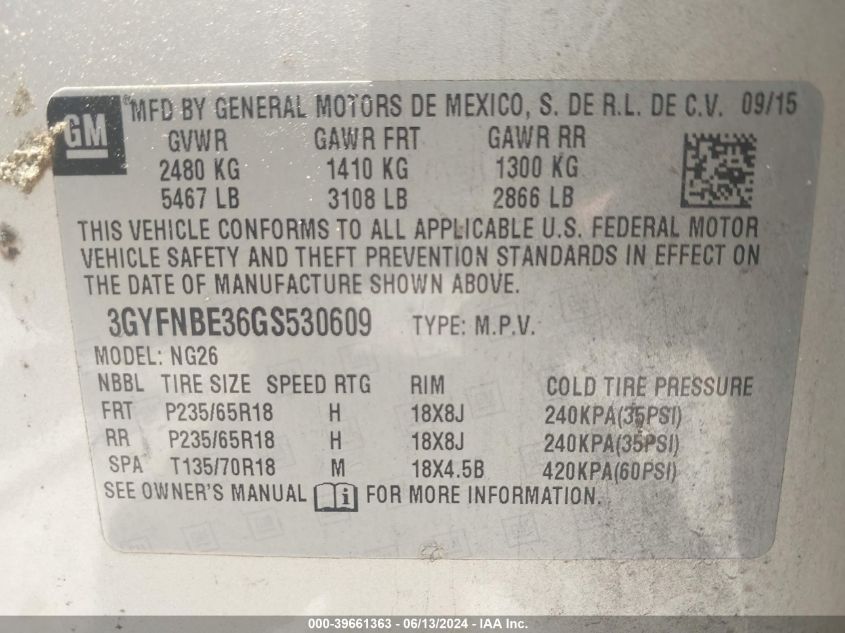 GM
©MFD BY GENERAL MOTORS DE MEXICO, S. DE R.L. DE C.V. 09/15
GVWR GAWR FRT GAWR RR
2480 KG 1410 KG 1300 KG
5467 LB 3108 LB 2866 LB
THIS VEHICLE CONFORMS TO ALL APPLICABLE U.S. FEDERAL MOTOR
VEHICLE SAFETY AND THEFT PREVENTION STANDARDS IN EFFECT ON
THE DATE OF MANUFACTURE SHOWN ABOVE.
3GYFNBE36GS530609 TYPE: M.P.V.
MODEL: NG26
NBBL TIRE SIZE SPEED RTG RIM COLD TIRE PRESSURE
FRT P235/65R18 H 18X8J 240KPA(35PSI)
RR P235/65R18 H 18X8J 240KPA(35PSI)
SPA T135/70R18 M 18X4.5B 420KPA(60PSI)
SEE OWNER'S MANUAL i FOR MORE INFORMATION.
000-39661363 - 06/13/2024 - IAA Inc.